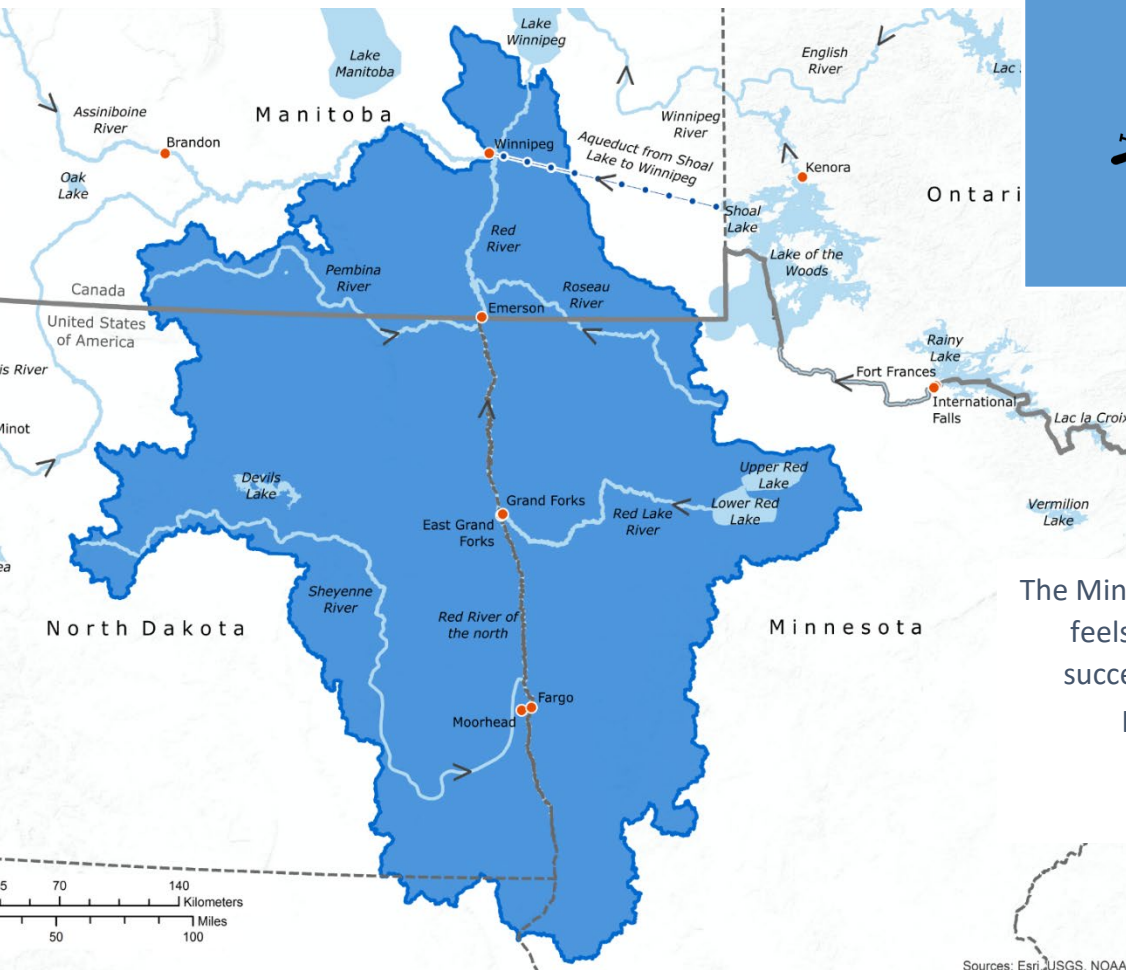 Lake
Winnipeg
Lake
Manitoba
English
River
Lac
Assiniboine
River
Manitoba
Winnipeg
River
Brandon
Winnipeg
Aqueduct from Shoal
Lake to Winnipeg
Kenora
Oak
Lake
Ontari
Shoal
Lake
Red
River
Lake of the
Woods
Pembina
River
Roseau
River
Canada
United States
of America
Emerson
Rainy
Lake
is River
Fort Frances
International
Falls
Lac la Croix
Minot
Devils
Lake
Upper Red
Lake
Lower Red
Lake
Grand Forks
East Grand
Forks
Red Lake
River
Vermilion
Lake
ea
Sheyenne
River
The Min
feels
succe
North Dakota
Red River of
the north
Minnesota
Fargo
Moorhead
5 70 140
Kilometers
Miles
50 100
Sources: Esri, USGS, NOAA